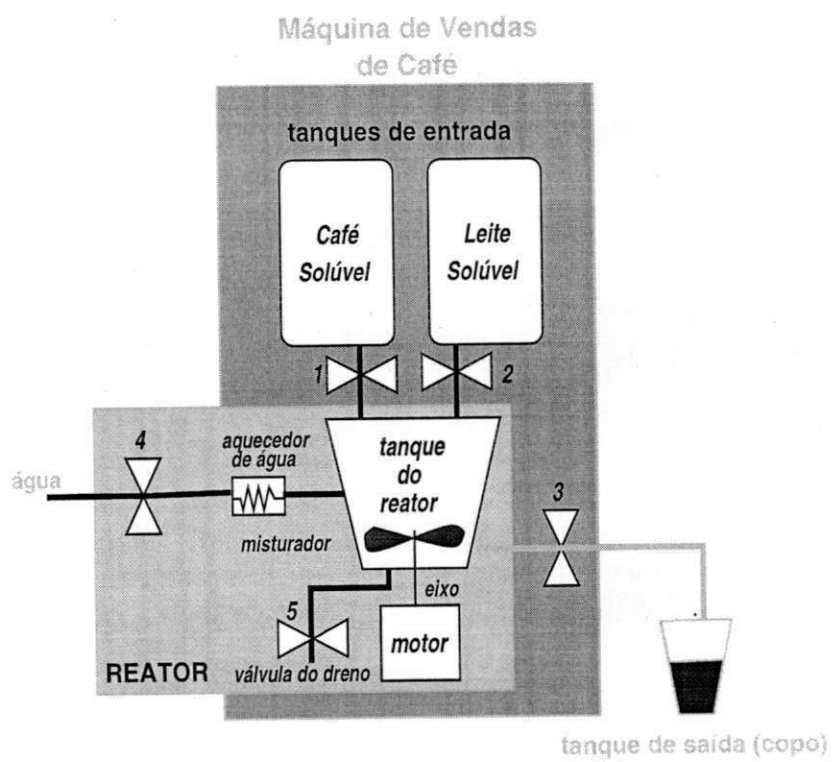 Máquina de Vendas
de Café
tanques de entrada
Café
Solúvel
Leite
Solúvel
1
2
4
aquecedor
de água
água
tanque
do
reator
3
misturador
eixo
5
motor
REATOR
válvula do dreno
tanque de saída (copo)